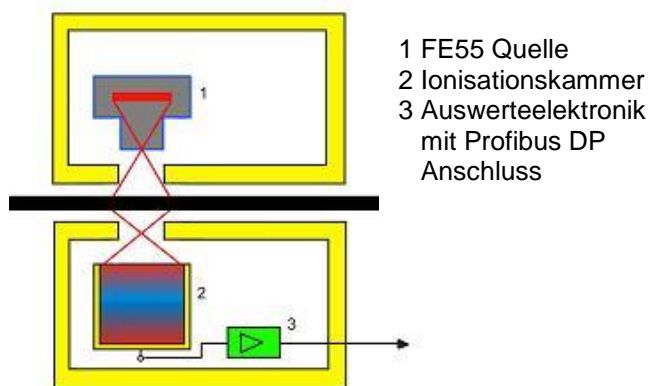 1 FE55 Quelle
2 Ionisationskammer
3 Auswerteelektronik
mit Profibus DP
Anschluss
1
2
3